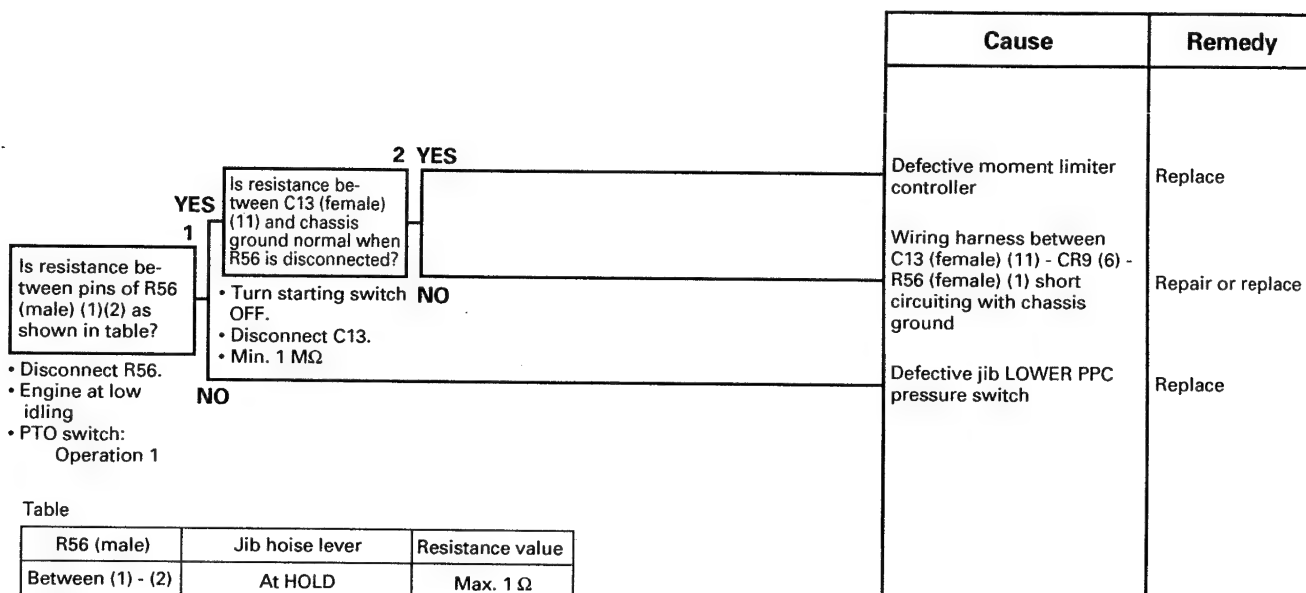 Cause
Remedy
2 YES
Is resistance be-
tween C13 (female)
(11) and chassis
ground normal when
R56 is disconnected?
Defective moment limiter
controller
Replace
YES
1
Is resistance be-
tween pins of R56
(male) (1)(2) as
shown in table?
• Turn starting switch
OFF.
• Disconnect C13.
• Min. 1 MΩ
NO
Wiring harness between
C13 (female) (11) - CR9 (6) -
R56 (female) (1) short
circuiting with chassis
ground
Repair or replace
• Disconnect R56.
• Engine at low
idling
• PTO switch:
Operation 1
NO
Defective jib LOWER PPC
pressure switch
Replace
Table
R56 (male)
Jib hoise lever
Resistance value
Between (1) - (2)
At HOLD
Max. 1 Ω